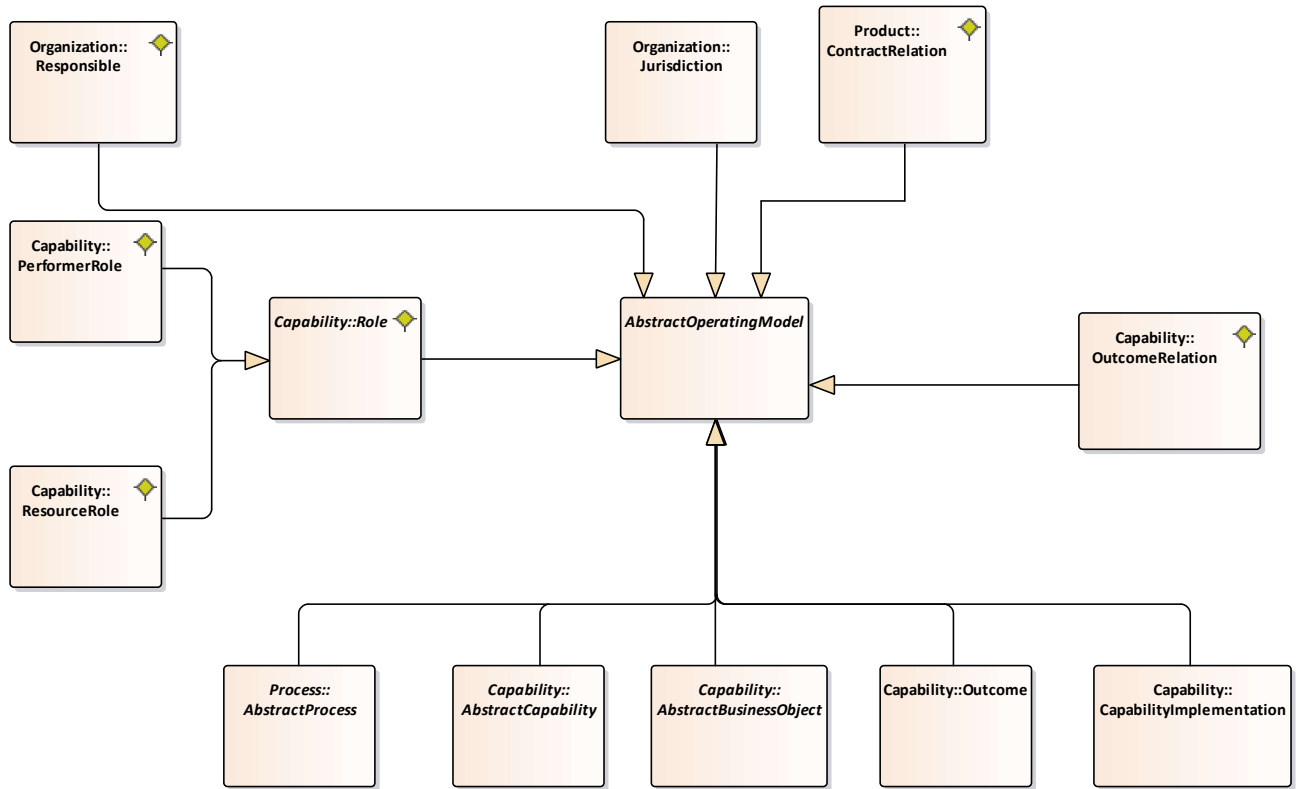 Organization::
Responsible
Organization::
Jurisdiction
Product::
ContractRelation
Capability::
PerformerRole
Capability::Role
AbstractOperatingModel
Capability::
OutcomeRelation
Capability::
ResourceRole
Process::
AbstractProcess
Capability::
AbstractCapability
Capability::
AbstractBusinessObject
Capability::Outcome
Capability::
CapabilityImplementation